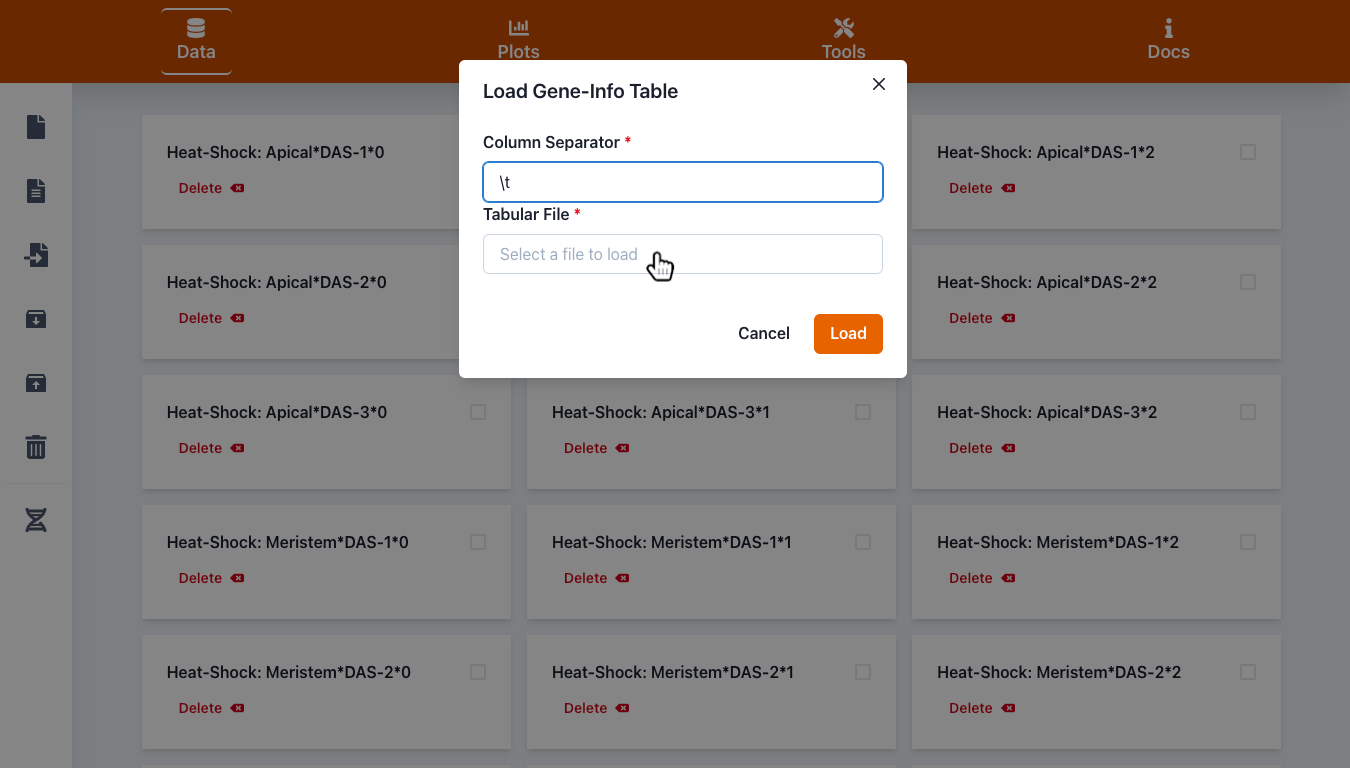 Data
Plots
Tools
Docs
Load Gene-Info Table
Column Separator *
\t
Tabular File *
Select a file to load
Cancel
Load
Heat-Shock: Apical*DAS-1*0
Delete
Heat-Shock: Apical*DAS-1*2
Delete
Heat-Shock: Apical*DAS-2*0
Delete
Heat-Shock: Apical*DAS-2*2
Delete
Heat-Shock: Apical*DAS-3*0
Delete
Heat-Shock: Apical*DAS-3*1
Delete
Heat-Shock: Apical*DAS-3*2
Delete
Heat-Shock: Meristem*DAS-1*0
Delete
Heat-Shock: Meristem*DAS-1*1
Delete
Heat-Shock: Meristem*DAS-1*2
Delete
Heat-Shock: Meristem*DAS-2*0
Delete
Heat-Shock: Meristem*DAS-2*1
Delete
Heat-Shock: Meristem*DAS-2*2
Delete